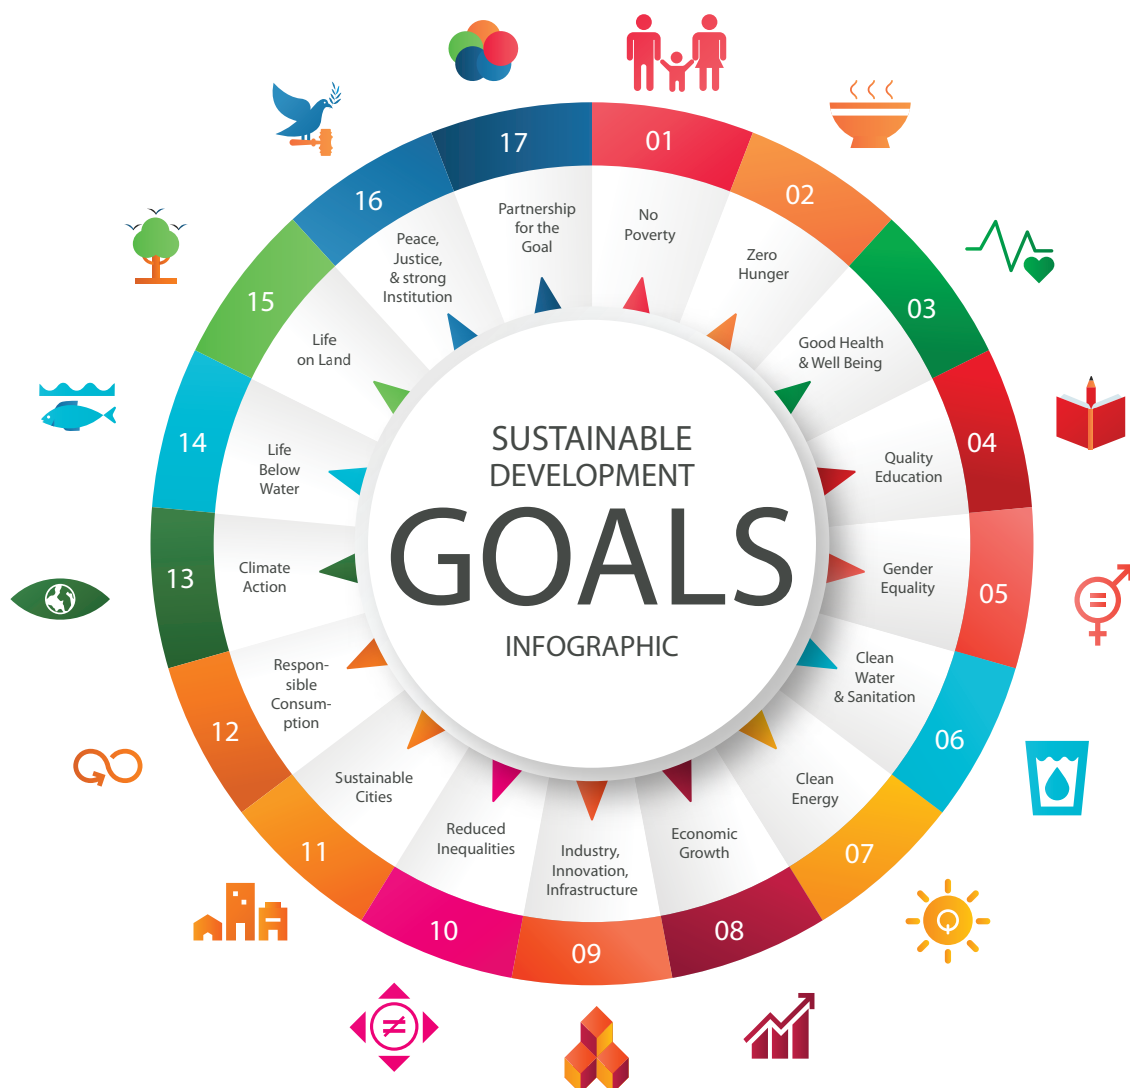 SUSTAINABLE
DEVELOPMENT
GOALS
INFOGRAPHIC
01
No
Poverty
02
Zero
Hunger
03
Good Health
& Well Being
04
Quality
Education
05
Gender
Equality
06
Clean
Water
& Sanitation
07
Clean
Energy
08
Economic
Growth
09
Industry,
Innovation,
Infrastructure
10
Reduced
Inequalities
11
Sustainable
Cities
12
Respon-
sible
Consum-
ption
13
Climate
Action
14
Life
Below
Water
15
Life
on Land
16
Peace,
Justice,
& strong
Institution
17
Partnership
for the
Goal